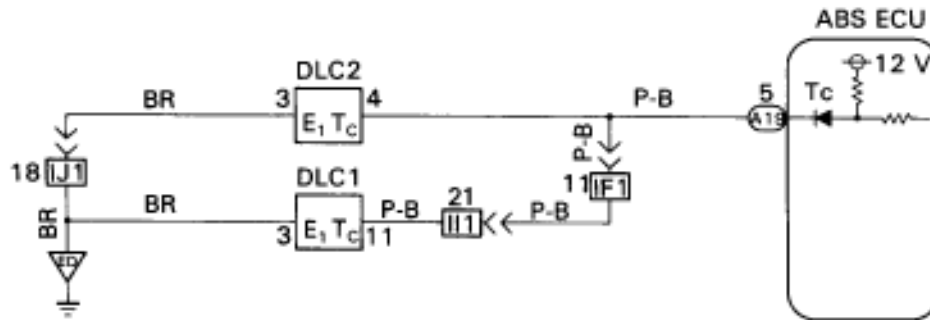 ABS ECU
12 V
DLC2
BR
3
4
P-B
5
Tc
E₁ Tc
A19
P-B
18 IJ1
DLC1
11 IF1
BR
BR
P-B
21
P-B
E₁ Tc
II1
3
11
ED